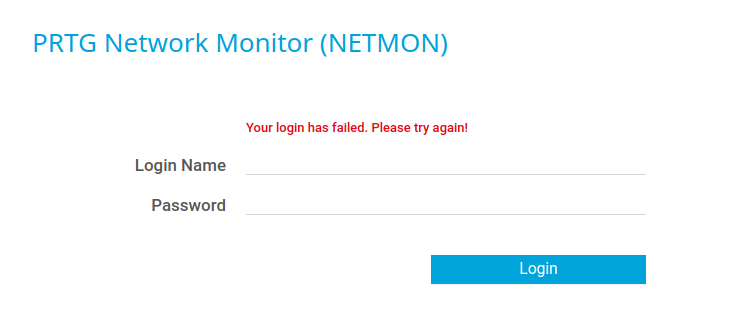 PRTG Network Monitor (NETMON)
Your login has failed. Please try again!
Login Name
Password
Login